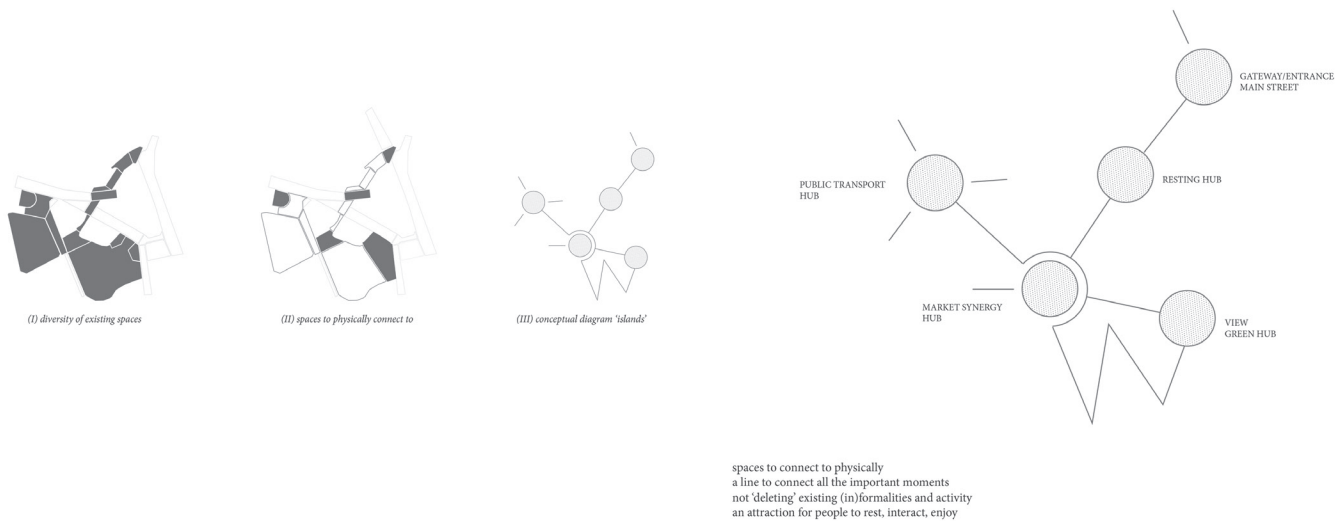 (I) diversity of existing spaces
(II) spaces to physically connect to
(III) conceptual diagram 'islands'
GATEWAY/ENTRANCE
MAIN STREET
RESTING HUB
PUBLIC TRANSPORT
HUB
MARKET SYNERGY
HUB
VIEW
GREEN HUB
spaces to connect to physically
a line to connect all the important moments
not 'deleting' existing (in)formalities and activity
an attraction for people to rest, interact, enjoy